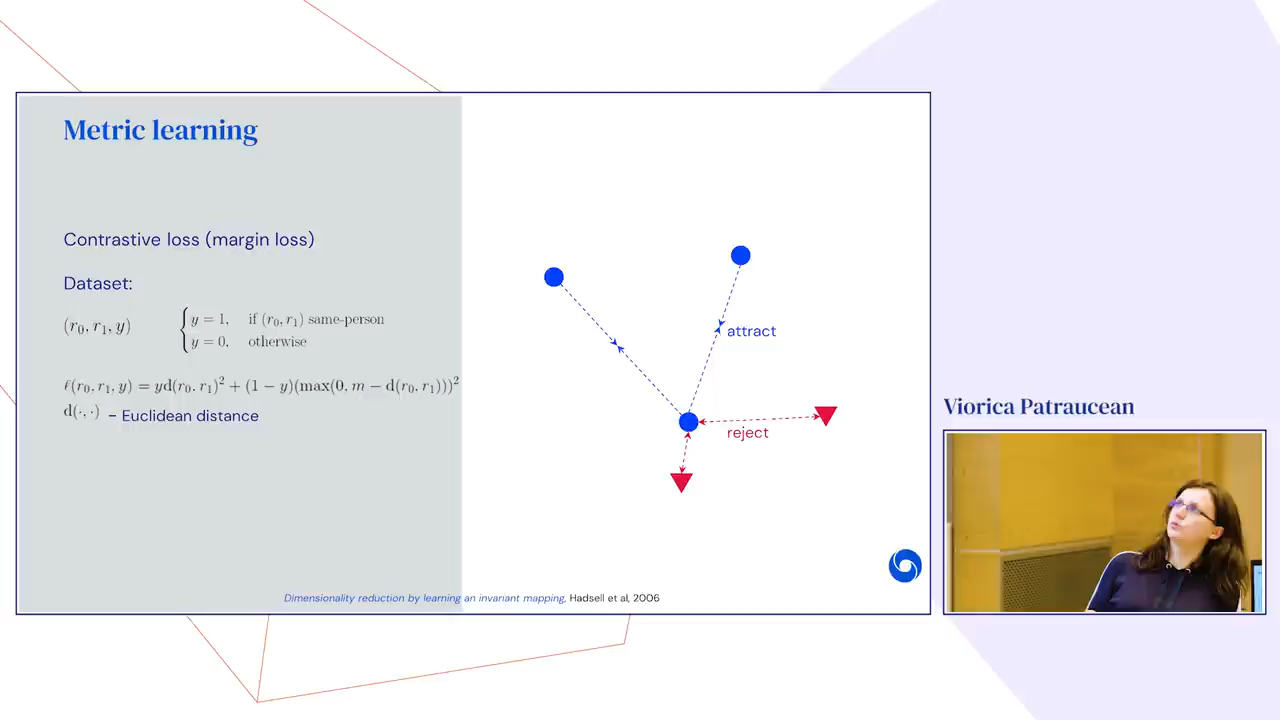 Metric learning
Contrastive loss (margin loss)
Dataset:
(r₀, r₁, y) { y = 1, if (r₀, r₁) same-person
y = 0, otherwise
ℓ(r₀, r₁, y) = yd(r₀, r₁)² + (1 − y)(max(0, m − d(r₀, r₁)))²
d(·, ·) – Euclidean distance
attract
reject
Dimensionality reduction by learning an invariant mapping, Hadsell et al, 2006
Viorica Patraucean